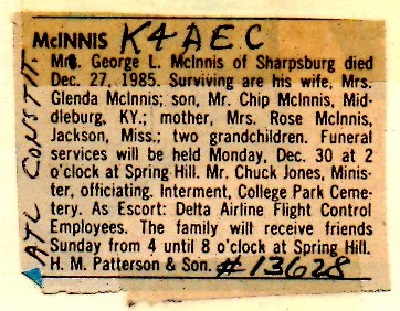 McINNIS K4AEC
Mr. George L. McInnis of Sharpsburg died
Dec. 27, 1985. Surviving are his wife, Mrs.
Glenda McInnis; son, Mr. Chip McInnis, Mid-
dleburg, KY.; mother, Mrs. Rose McInnis,
Jackson, Miss.; two grandchildren. Funeral
services will be held Monday, Dec. 30 at 2
o'clock at Spring Hill. Mr. Chuck Jones, Minis-
ter, officiating. Interment, College Park Ceme-
tery. As Escort: Delta Airline Flight Control
Employees. The family will receive friends
Sunday from 4 until 8 o'clock at Spring Hill.
H. M. Patterson & Son. #13628
ATL CONSTIT.